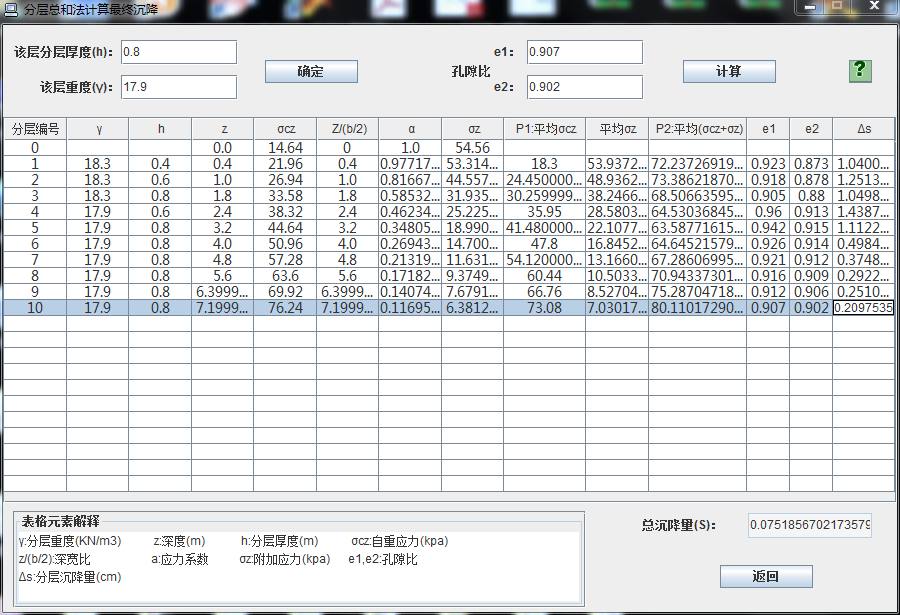 分层总和法计算最终沉降
该层分层厚度(h): 0.8 确定 e1: 0.907 计算 ?
孔隙比
该层重度(γ): 17.9 e2: 0.902
分层编号 γ h z σcz Z/(b/2) α σz P1:平均σcz 平均σz P2:平均(σcz+σz) e1 e2 Δs
0 0.0 14.64 0 1.0 54.56
1 18.3 0.4 0.4 21.96 0.4 0.97717... 53.314... 18.3 53.9372... 72.23726919... 0.923 0.873 1.0400...
2 18.3 0.6 1.0 26.94 1.0 0.81667... 44.557... 24.450000... 48.9362... 73.38621870... 0.918 0.878 1.2513...
3 18.3 0.8 1.8 33.58 1.8 0.58532... 31.935... 30.259999... 38.2466... 68.50663595... 0.905 0.88 1.0498...
4 17.9 0.6 2.4 38.32 2.4 0.46234... 25.225... 35.95 28.5803... 64.53036845... 0.96 0.913 1.4387...
5 17.9 0.8 3.2 44.64 3.2 0.34805... 18.990... 41.480000... 22.1077... 63.58771615... 0.942 0.915 1.1122...
6 17.9 0.8 4.0 50.96 4.0 0.26943... 14.700... 47.8 16.8452... 64.64521579... 0.926 0.914 0.4984...
7 17.9 0.8 4.8 57.28 4.8 0.21319... 11.631... 54.120000... 13.1660... 67.28606995... 0.921 0.912 0.3748...
8 17.9 0.8 5.6 63.6 5.6 0.17182... 9.3749... 60.44 10.5033... 70.94337301... 0.916 0.909 0.2922...
9 17.9 0.8 6.3999... 69.92 6.3999... 0.14074... 7.6791... 66.76 8.52704... 75.28704718... 0.912 0.906 0.2510...
10 17.9 0.8 7.1999... 76.24 7.1999... 0.11695... 6.3812... 73.08 7.03017... 80.11017290... 0.907 0.902 0.2097535
表格元素解释
γ:分层重度(KN/m3) z:深度(m) h:分层厚度(m) σcz:自重应力(kpa)
z/(b/2):深宽比 a:应力系数 σz:附加应力(kpa) e1,e2:孔隙比
Δs:分层沉降量(cm)
总沉降量(S): 0.0751856702173579
返回